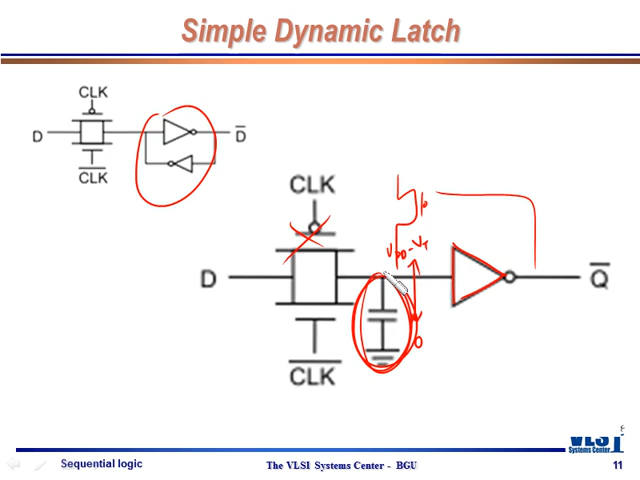 Simple Dynamic Latch
CLK
D
D
CLK
CLK
D
VDD-VT
p
0
Q
CLK
VLSI
Systems Center
Sequential logic
The VLSI Systems Center - BGU
11